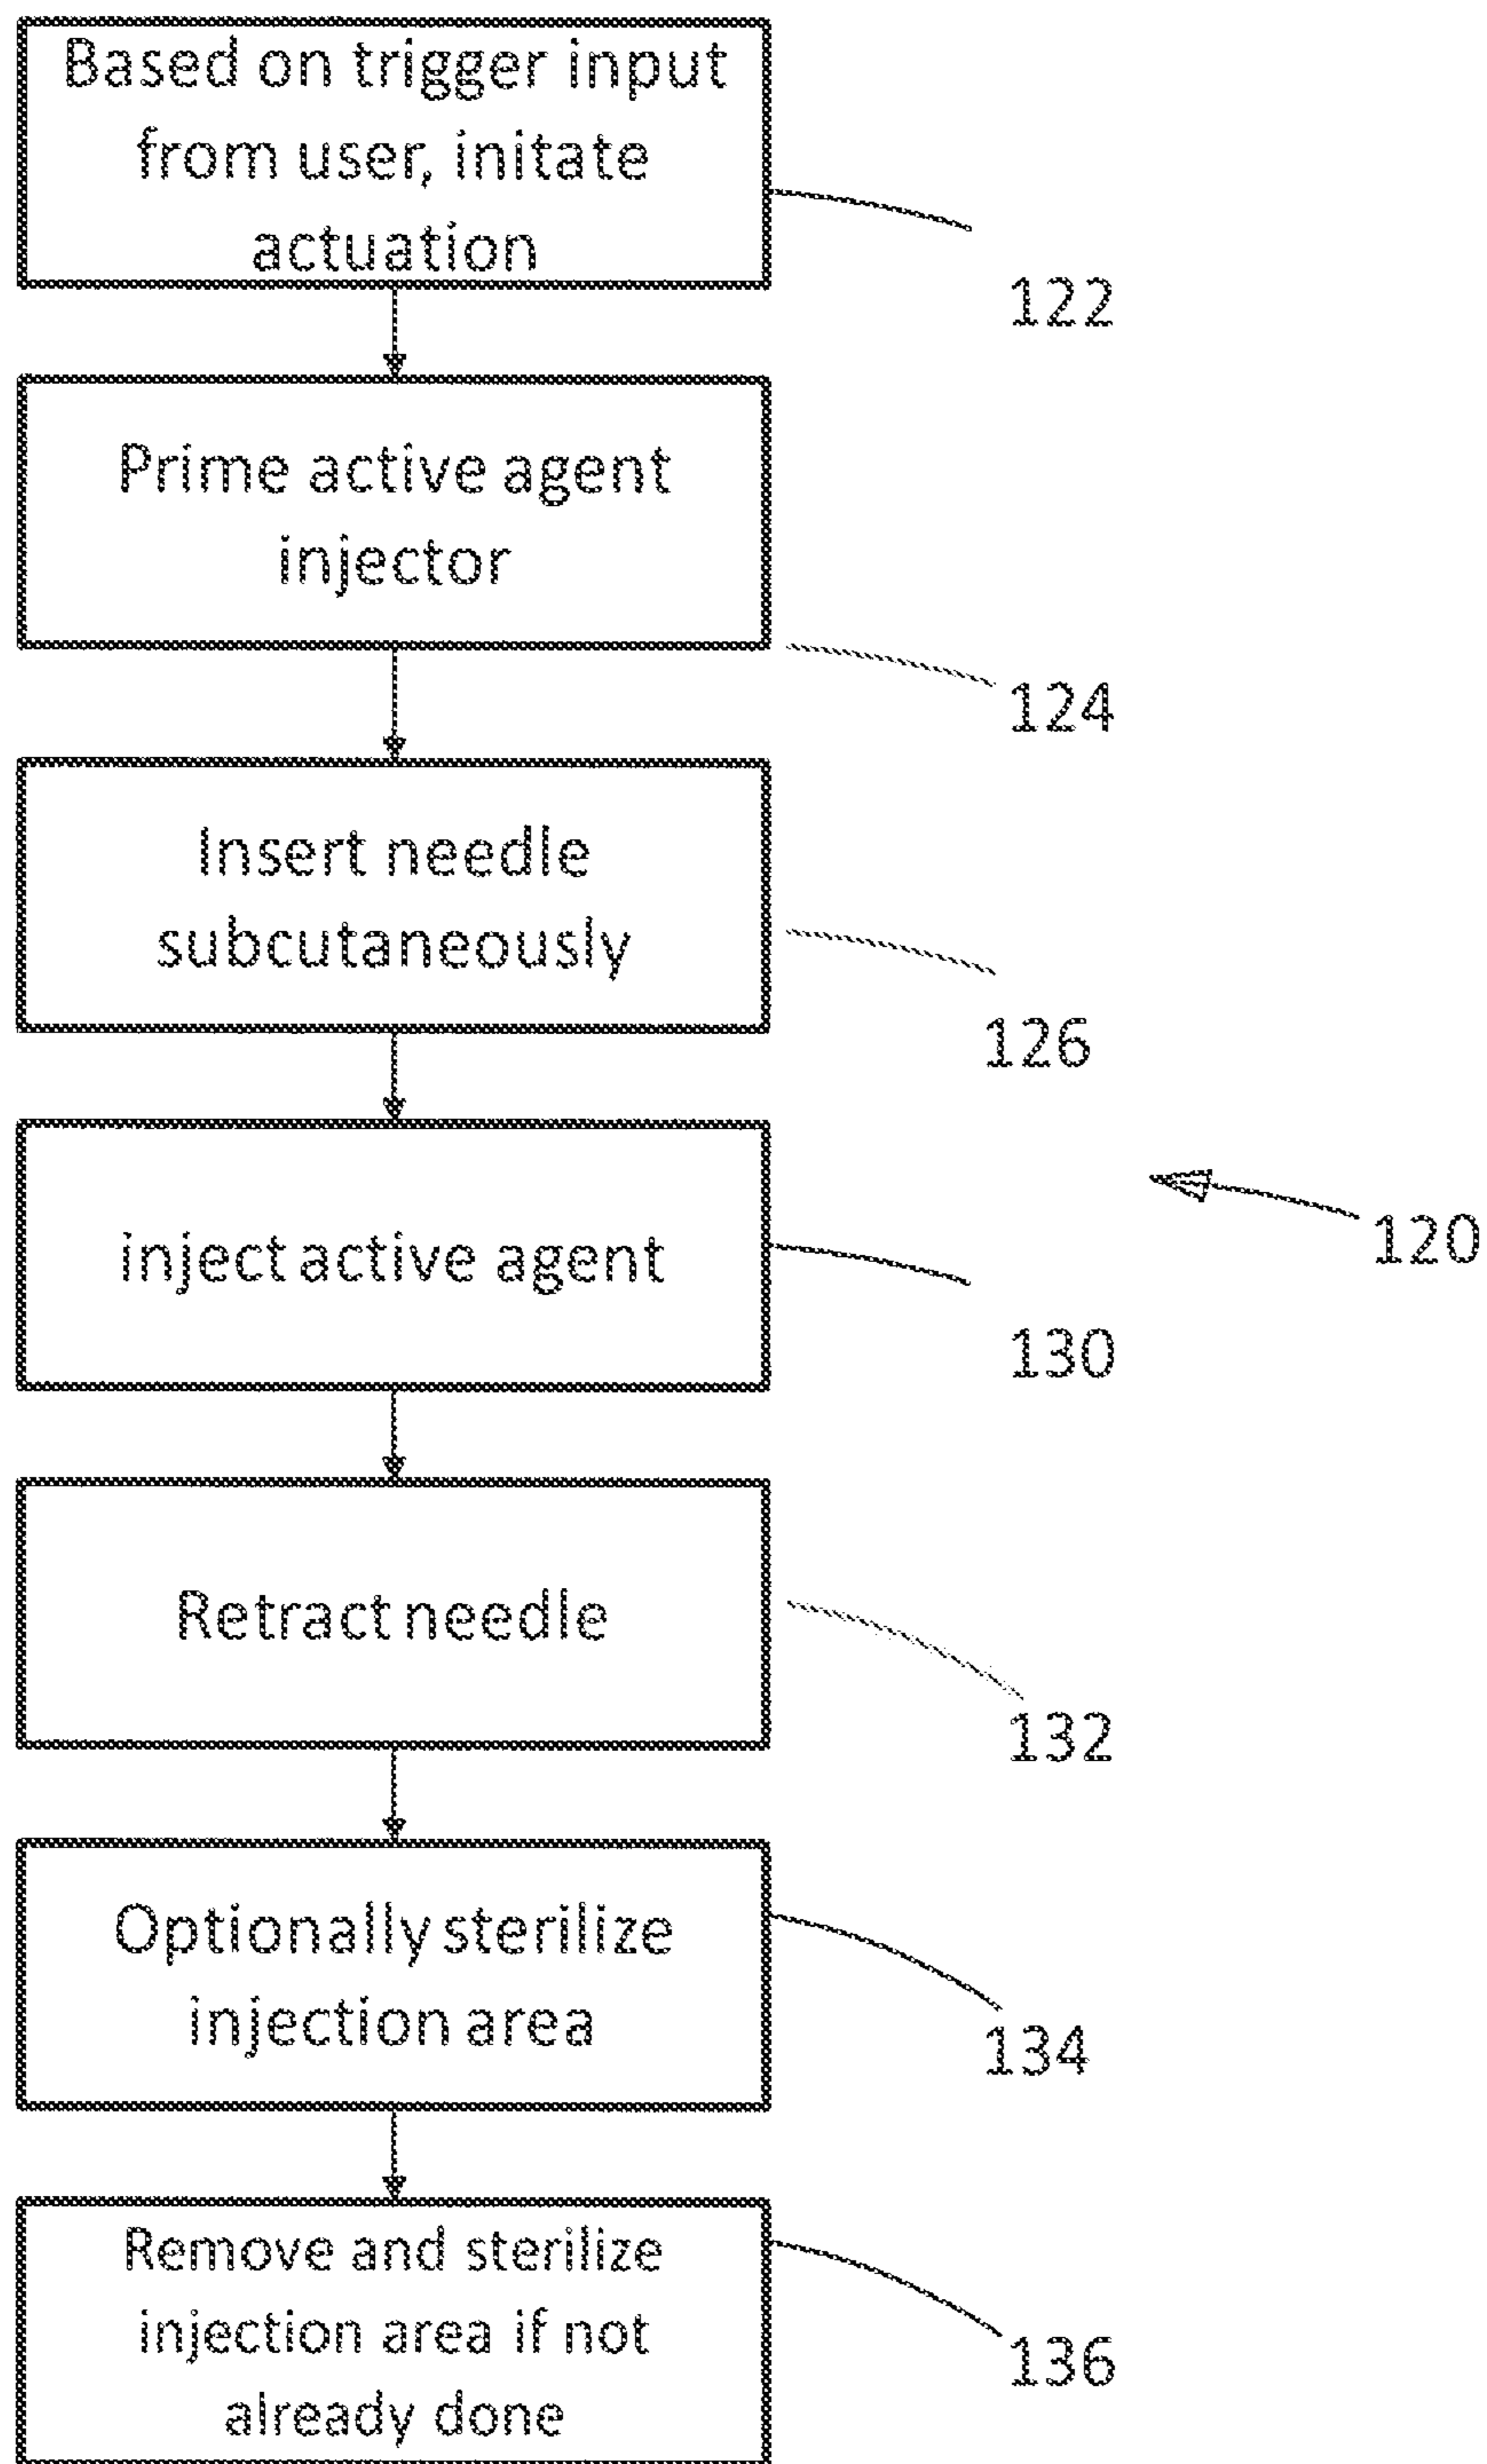 Based on trigger input
from user, initate
actuation
122
Prime active agent
injector
124
Insert needle
subcutaneously
126
inject active agent
120
130
Retract needle
132
Optionally sterilize
injection area
134
Remove and sterilize
injection area if not
already done
136